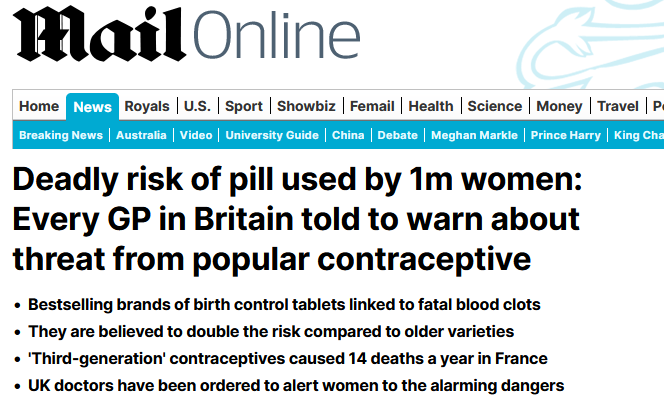 Mail Online
Home News Royals U.S. Sport Showbiz Femail Health Science Money Travel
Breaking News Australia Video University Guide China Debate Meghan Markle Prince Harry King
Deadly risk of pill used by 1m women:
Every GP in Britain told to warn about
threat from popular contraceptive
• Bestselling brands of birth control tablets linked to fatal blood clots
• They are believed to double the risk compared to older varieties
• 'Third-generation' contraceptives caused 14 deaths a year in France
• UK doctors have been ordered to alert women to the alarming dangers